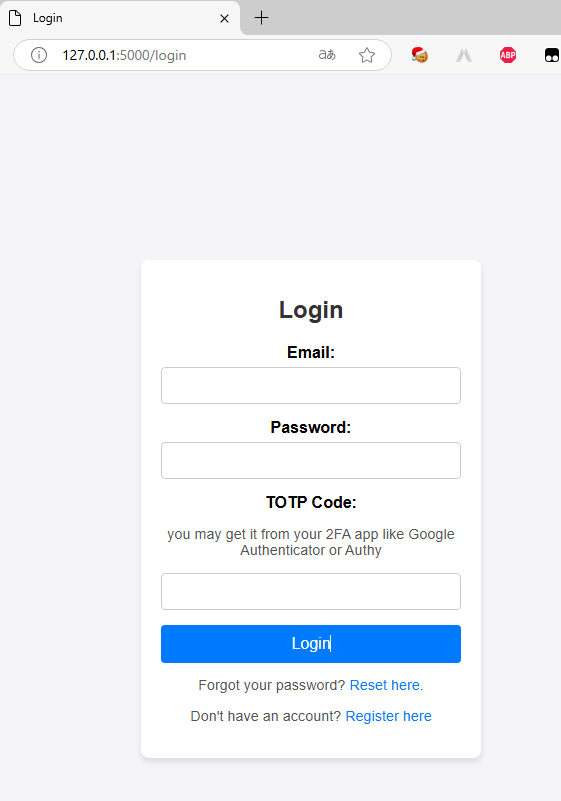 Login
127.0.0.1:5000/login
aあ
ABP
Login
Email:
Password:
TOTP Code:
you may get it from your 2FA app like Google
Authenticator or Authy
Login
Forgot your password? Reset here.
Don't have an account? Register here